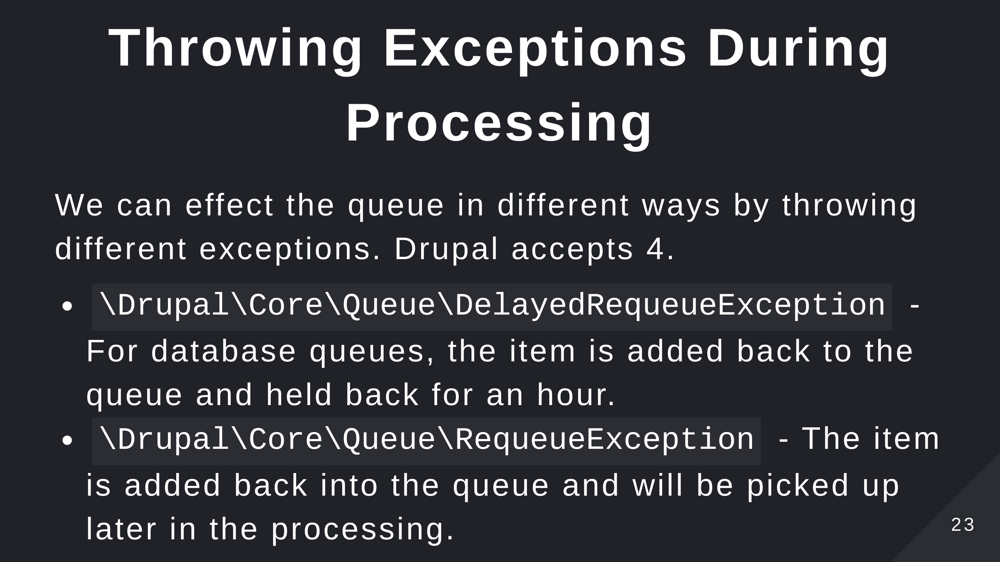 Throwing Exceptions During
Processing
We can effect the queue in different ways by throwing
different exceptions. Drupal accepts 4.
• \Drupal\Core\Queue\DelayedRequeueException -
For database queues, the item is added back to the
queue and held back for an hour.
• \Drupal\Core\Queue\RequeueException - The item
is added back into the queue and will be picked up
later in the processing.
23